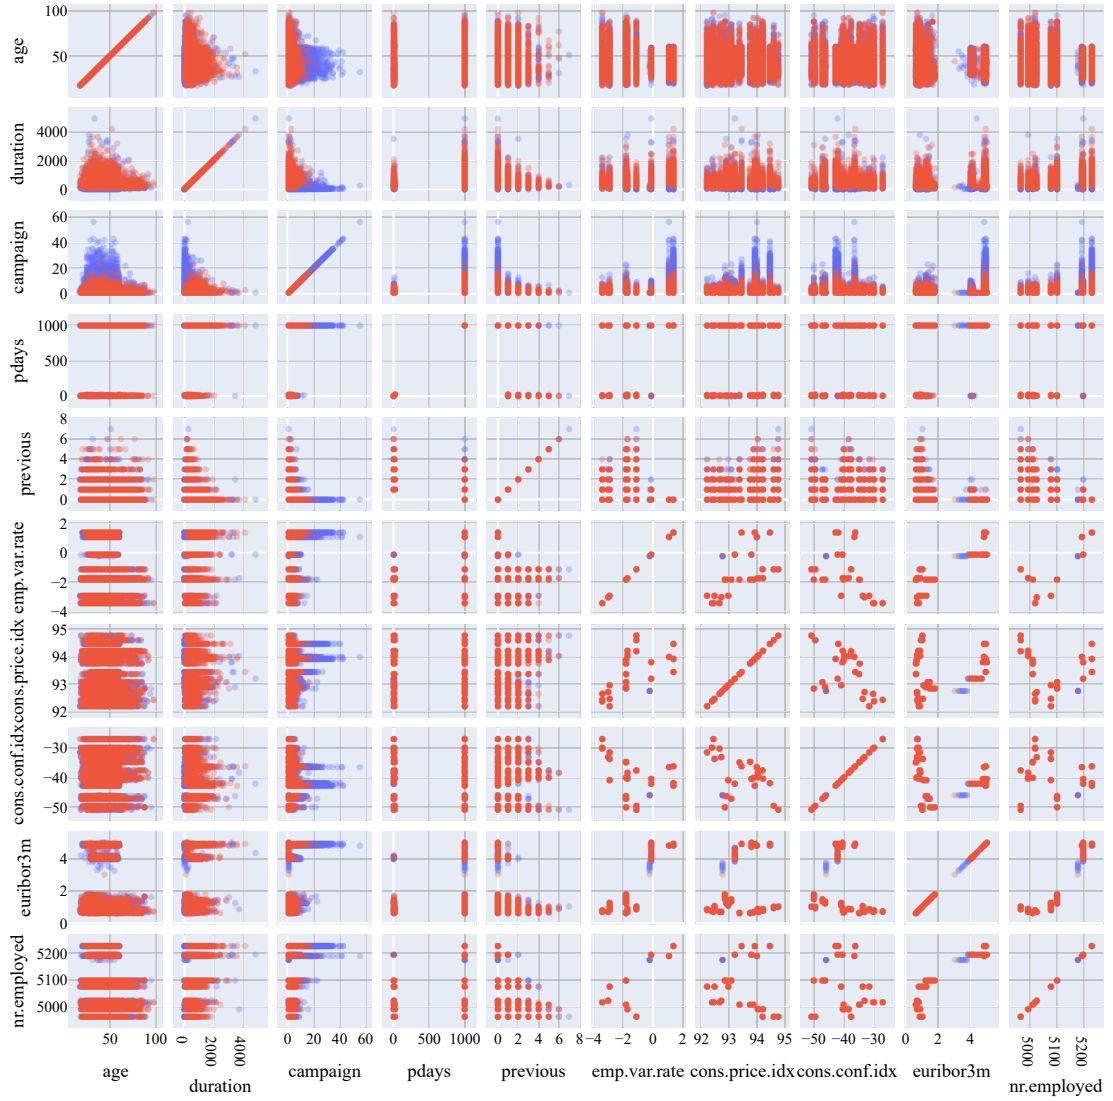 age
100
50
duration
4000
2000
0
campaign
60
40
20
0
pdays
1000
500
0
previous
8
6
4
2
0
emp.var.rate
2
0
−2
−4
cons.price.idx
95
94
93
92
cons.conf.idx
−30
−40
−50
euribor3m
4
2
0
nr.employed
5200
5100
5000
50 100 0 2000 4000 0 20 40 60 0 500 1000 0 2 4 6 8 −4 −2 0 2 92 93 94 95 −50 −40 −30 0 2 4 5000 5100 5200
age duration campaign pdays previous emp.var.rate cons.price.idx cons.conf.idx euribor3m nr.employed